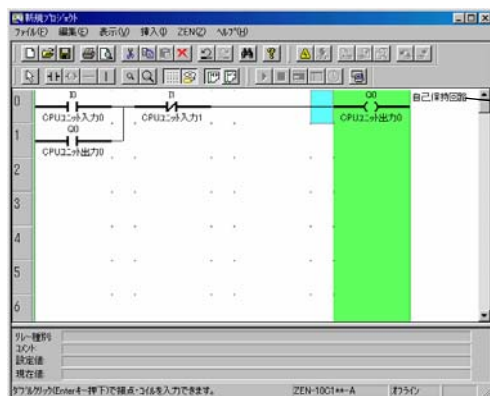 新規プロジェクト
ファイル(F) 編集(E) 表示(V) 挿入(I) ZEN(Z) ヘルプ(H)
0
I0
I1
Q0
自己保持回路
CPUユニット入力0
CPUユニット入力1
CPUユニット出力0
1
Q0
CPUユニット出力0
2
3
4
5
6
リレー種別
コメント
設定値
現在値
ダブルクリック(Enterキー押下)で接点・コイルを入力できます。
ZEN-10C1**-A
オフライン